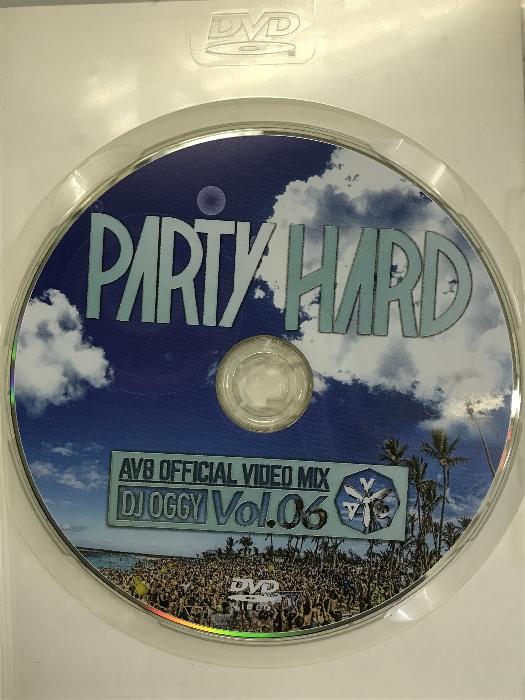 DVD
PARTY HARD
AV8 OFFICIAL VIDEO MIX
DJ OGGY Vol.06
DVD